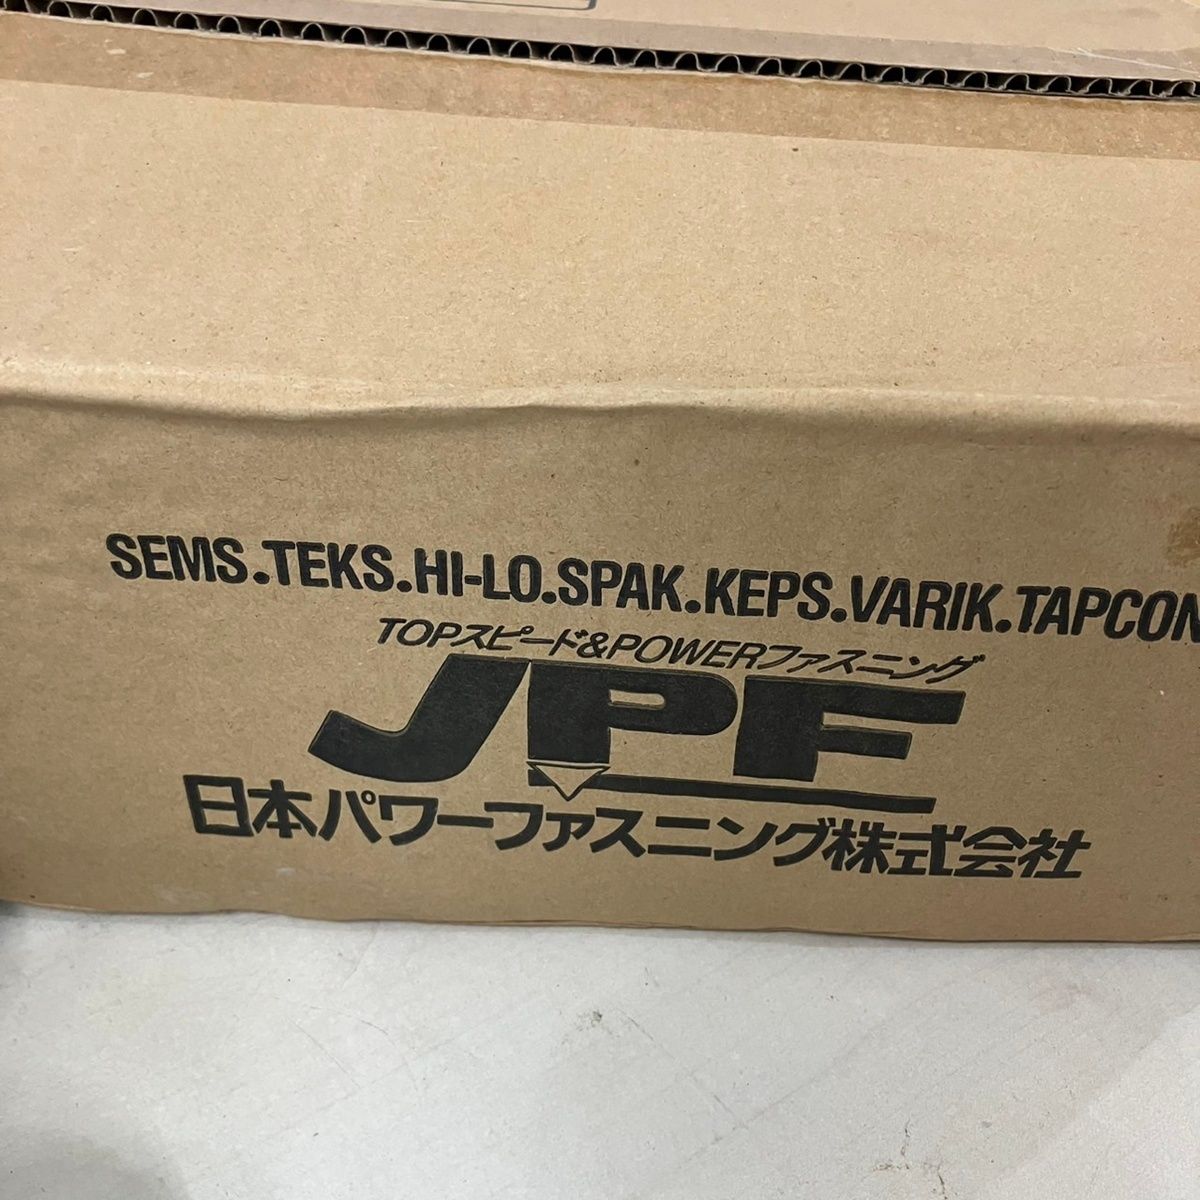 SEMS.TEKS.HI-LO.SPAK.KEPS.VARIK.TAPCON
TOPスピード&POWERファスニング
JPF
日本パワーファスニング株式会社